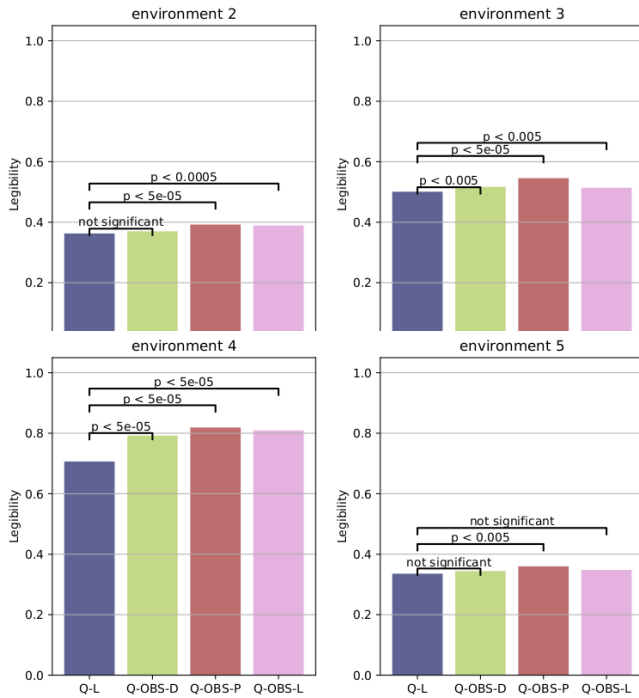 environment 2
1.0
0.8
0.6
0.4
0.2
Legibility
p < 0.0005
p < 5e-05
not significant
environment 3
1.0
0.8
0.6
0.4
0.2
Legibility
p < 0.005
p < 5e-05
p < 0.005
environment 4
1.0
0.8
0.6
0.4
0.2
0.0
Legibility
p < 5e-05
p < 5e-05
p < 5e-05
Q-L Q-OBS-D Q-OBS-P Q-OBS-L
environment 5
1.0
0.8
0.6
0.4
0.2
0.0
Legibility
not significant
p < 0.005
not significant
Q-L Q-OBS-D Q-OBS-P Q-OBS-L